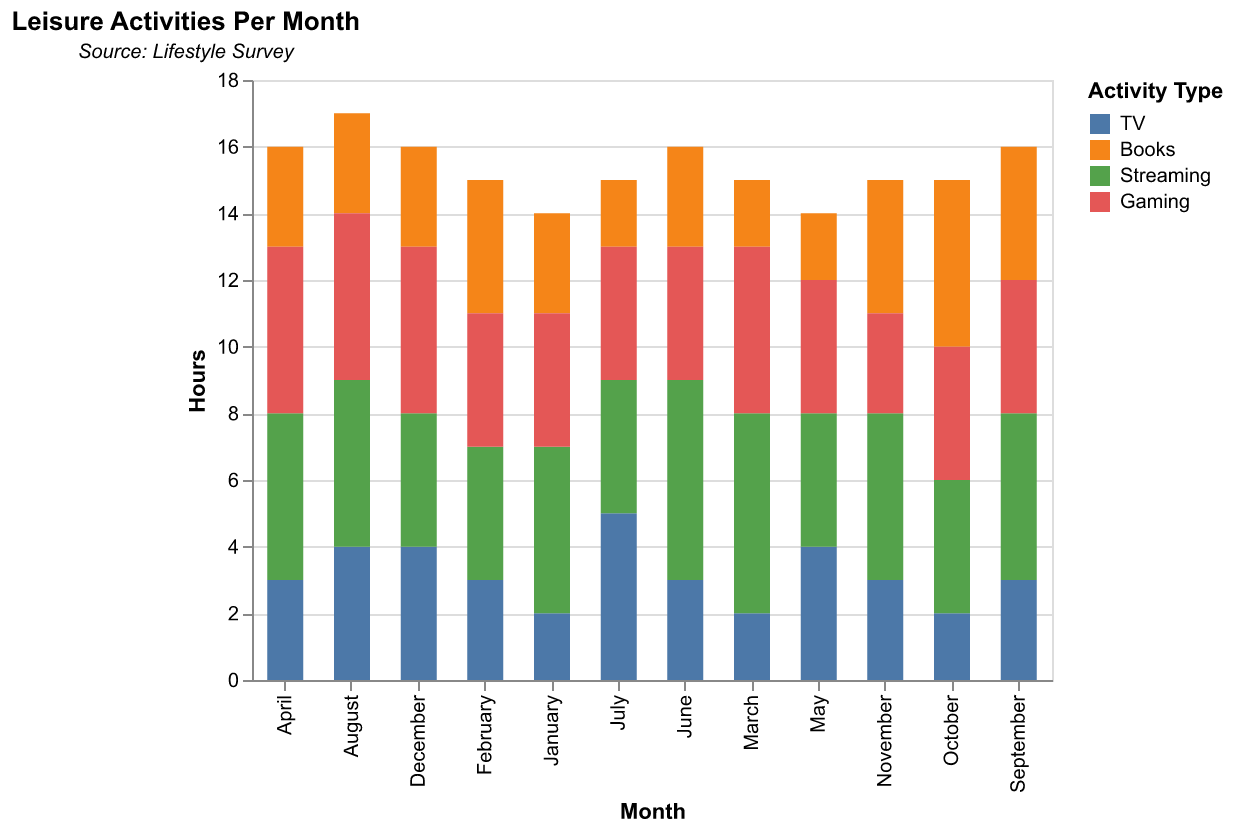 Leisure Activities Per Month
Source: Lifestyle Survey
Activity Type
TV
Books
Streaming
Gaming
Hours
18
16
14
12
10
8
6
4
2
0
April
August
December
February
January
July
June
March
May
November
October
September
Month